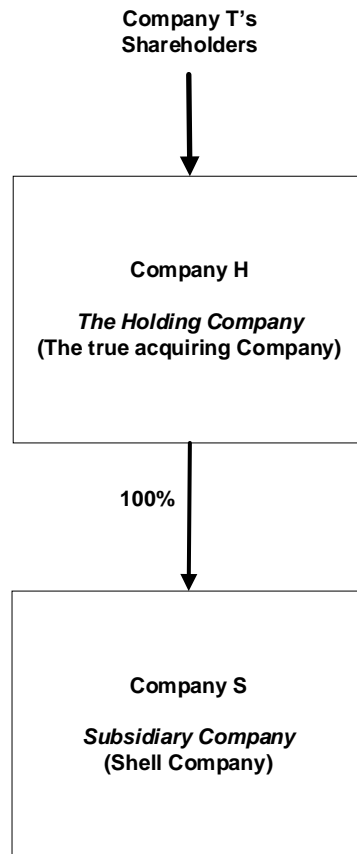 Company T’s
Shareholders
Company H
The Holding Company
(The true acquiring Company)
100%
Company S
Subsidiary Company
(Shell Company)